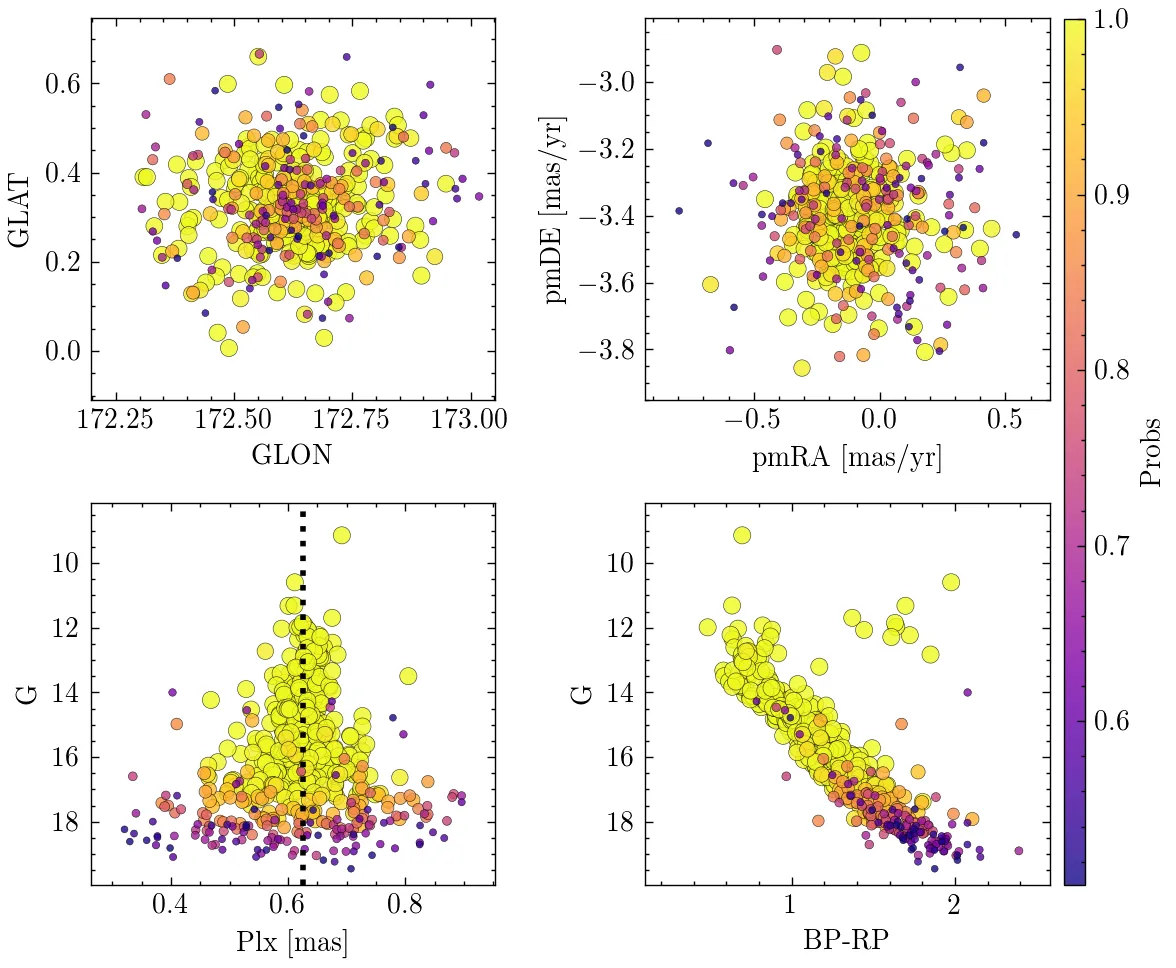 0.6
0.4
0.2
0.0
GLAT
172.25 172.50 172.75 173.00
GLON
−3.0
−3.2
−3.4
−3.6
−3.8
pmDE [mas/yr]
−0.5 0.0 0.5
pmRA [mas/yr]
1.0
0.9
0.8
0.7
0.6
Probs
10
12
14
16
18
G
0.4 0.6 0.8
Plx [mas]
10
12
14
16
18
G
1 2
BP-RP